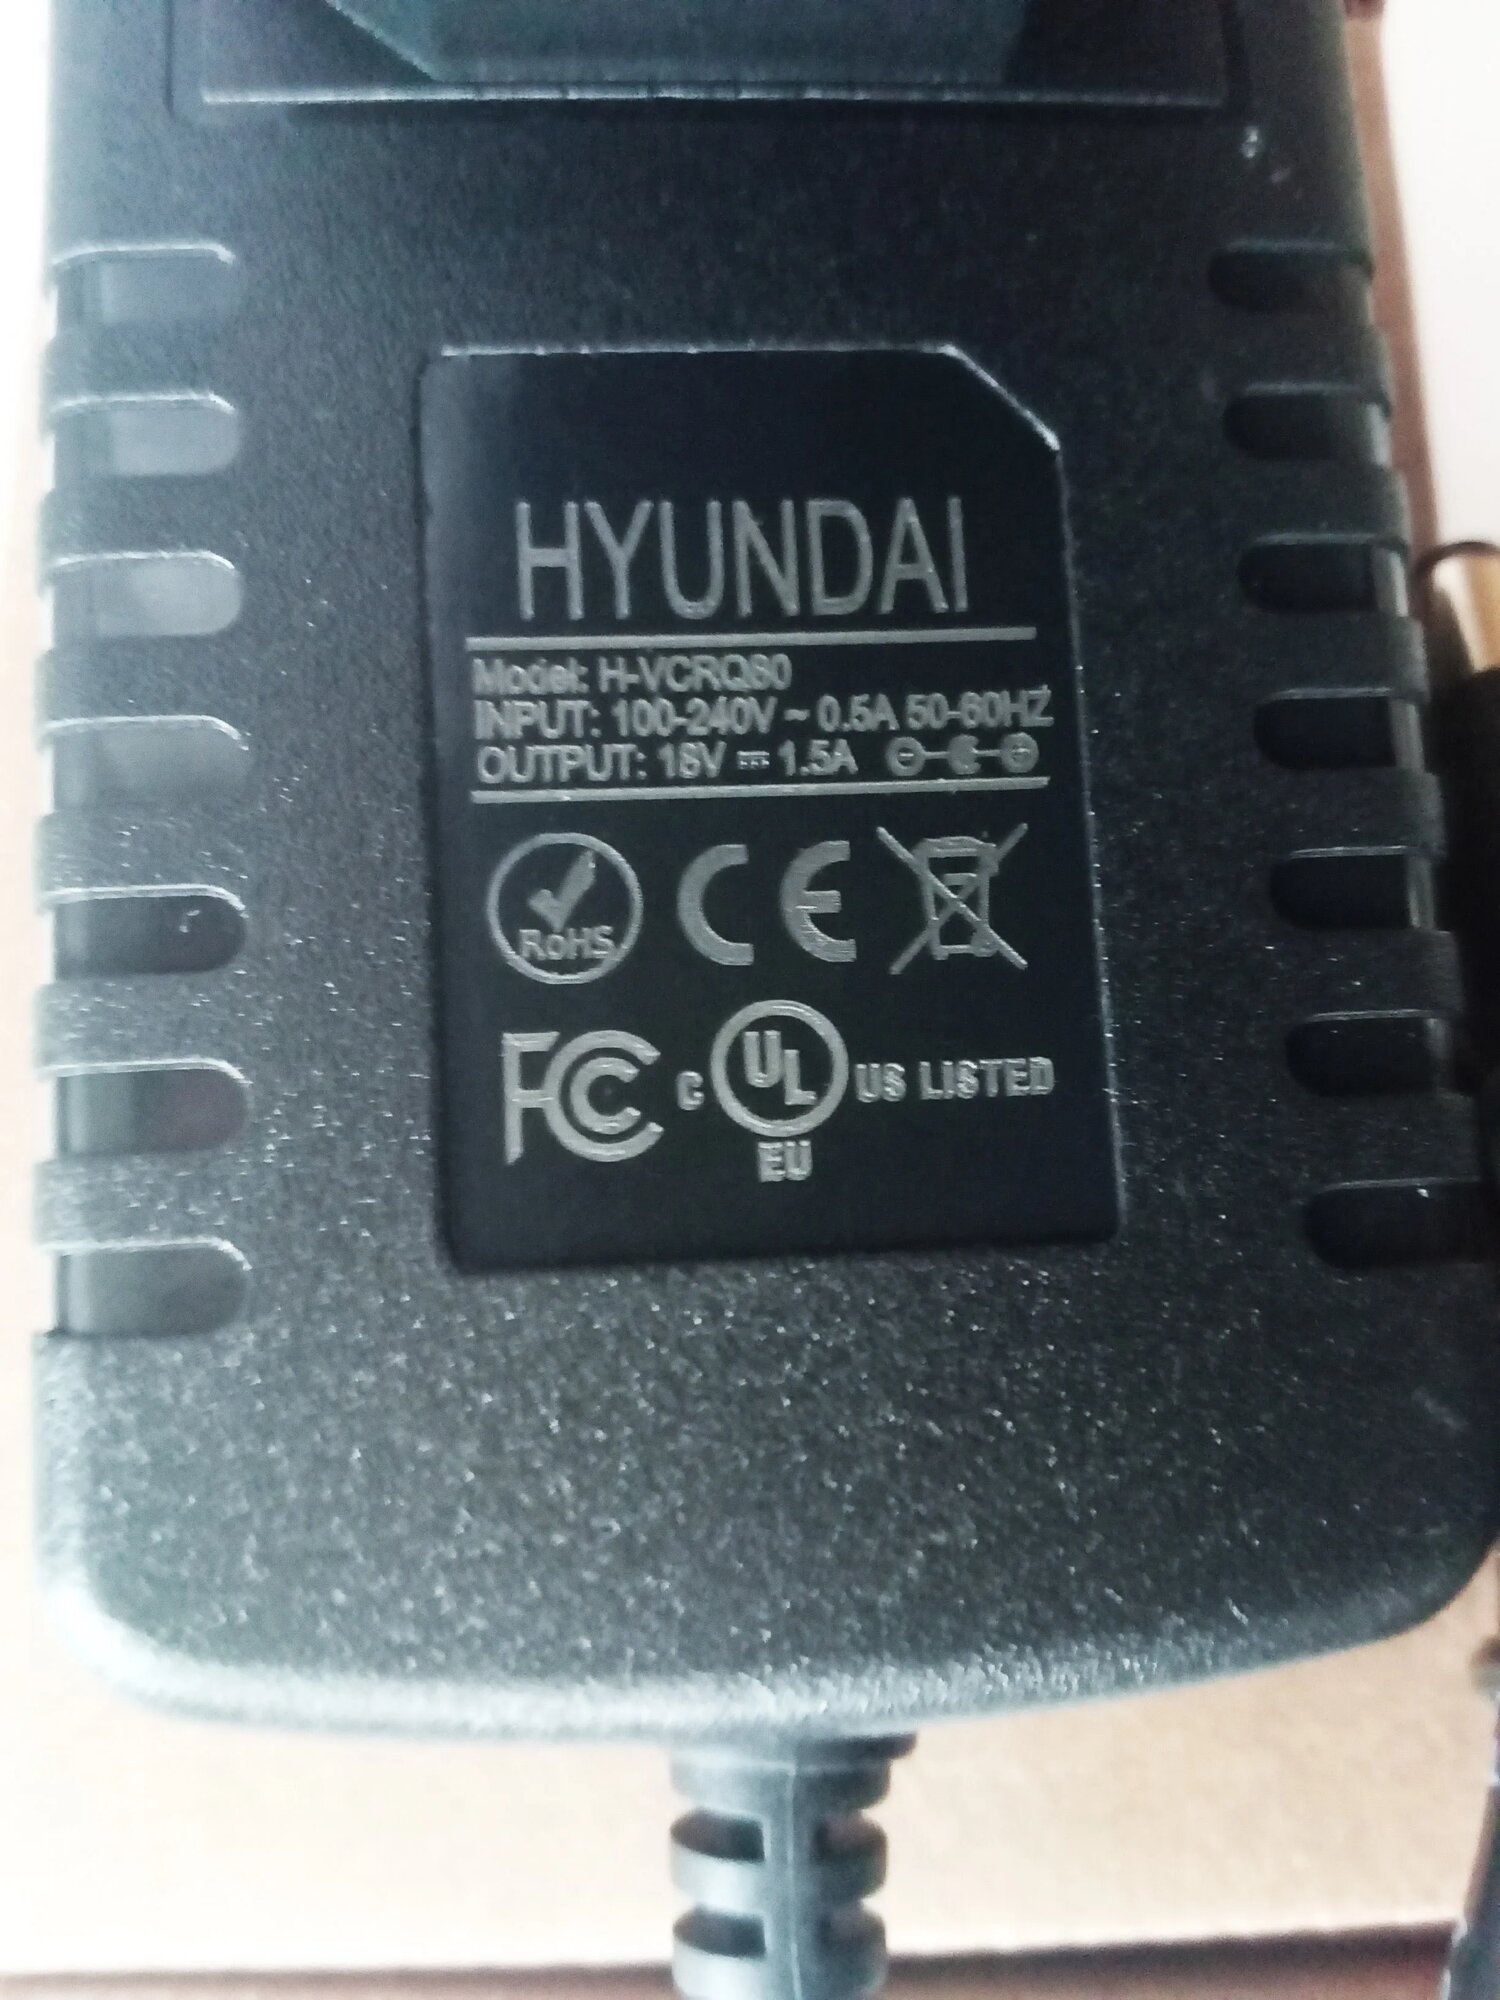 HYUNDAI
Model: H-VCRQ80
INPUT: 100-240V ~ 0.5A 50-60HZ
OUTPUT: 18V ⎓ 1.5A
RoHS CE
FC c UL US LISTED
EU